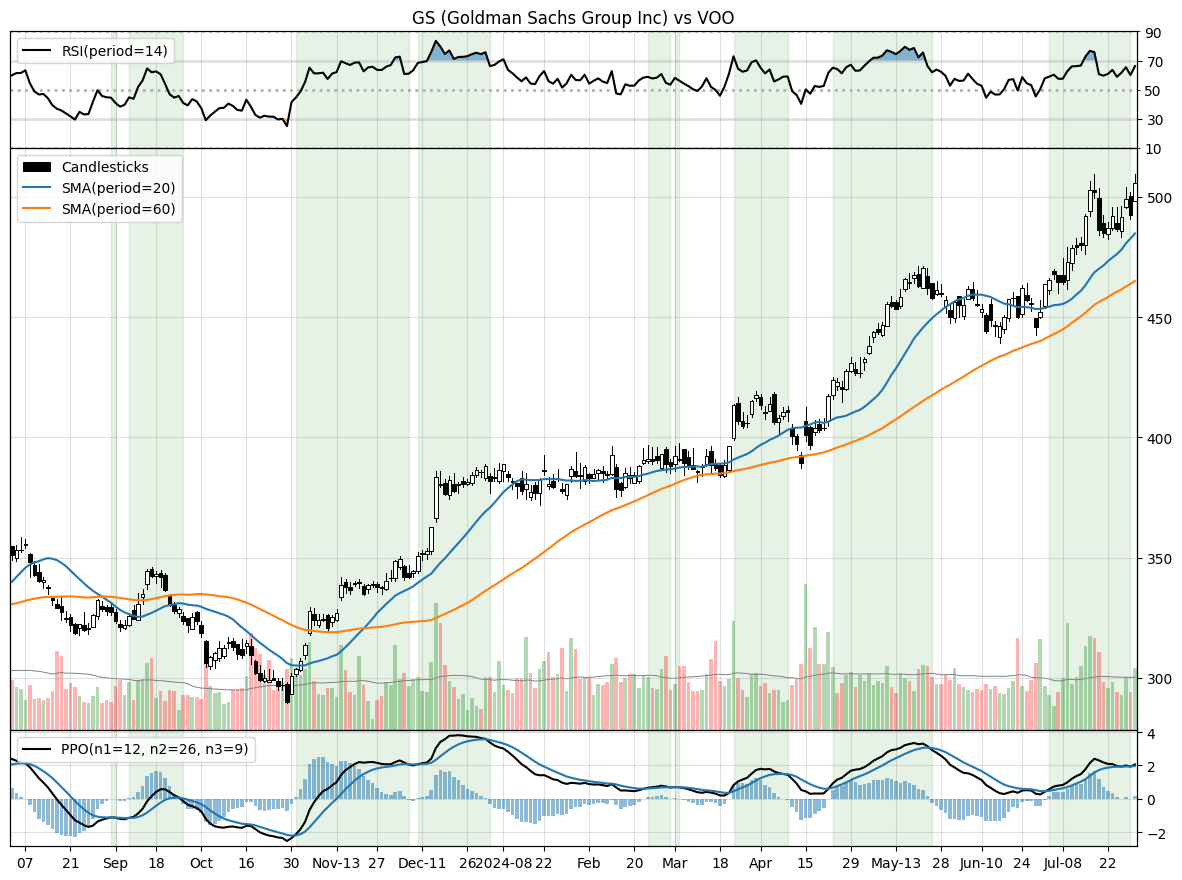 GS (Goldman Sachs Group Inc) vs VOO
RSI(period=14)
90
70
50
30
10
Candlesticks
SMA(period=20)
SMA(period=60)
500
450
400
350
300
PPO(n1=12, n2=26, n3=9)
4
2
0
−2
07 21 Sep 18 Oct 16 30 Nov-13 27 Dec-11 26 2024-08 22 Feb 20 Mar 18 Apr 15 29 May-13 28 Jun-10 24 Jul-08 22